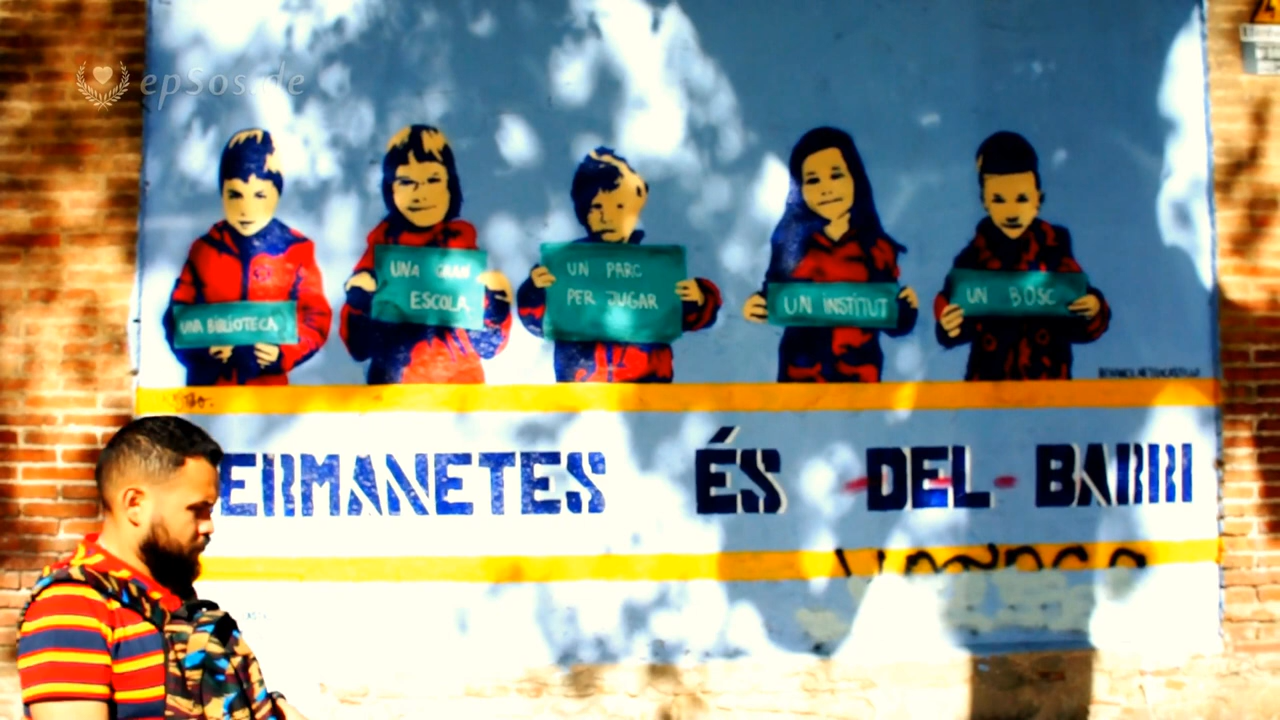 epSos.de
UNA BIBLIOTECA
UNA GRAN
ESCOLA
UN PARC
PER JUGAR
UN INSTITUT
UN BOSC
ERMANETES ÉS DEL BARRI